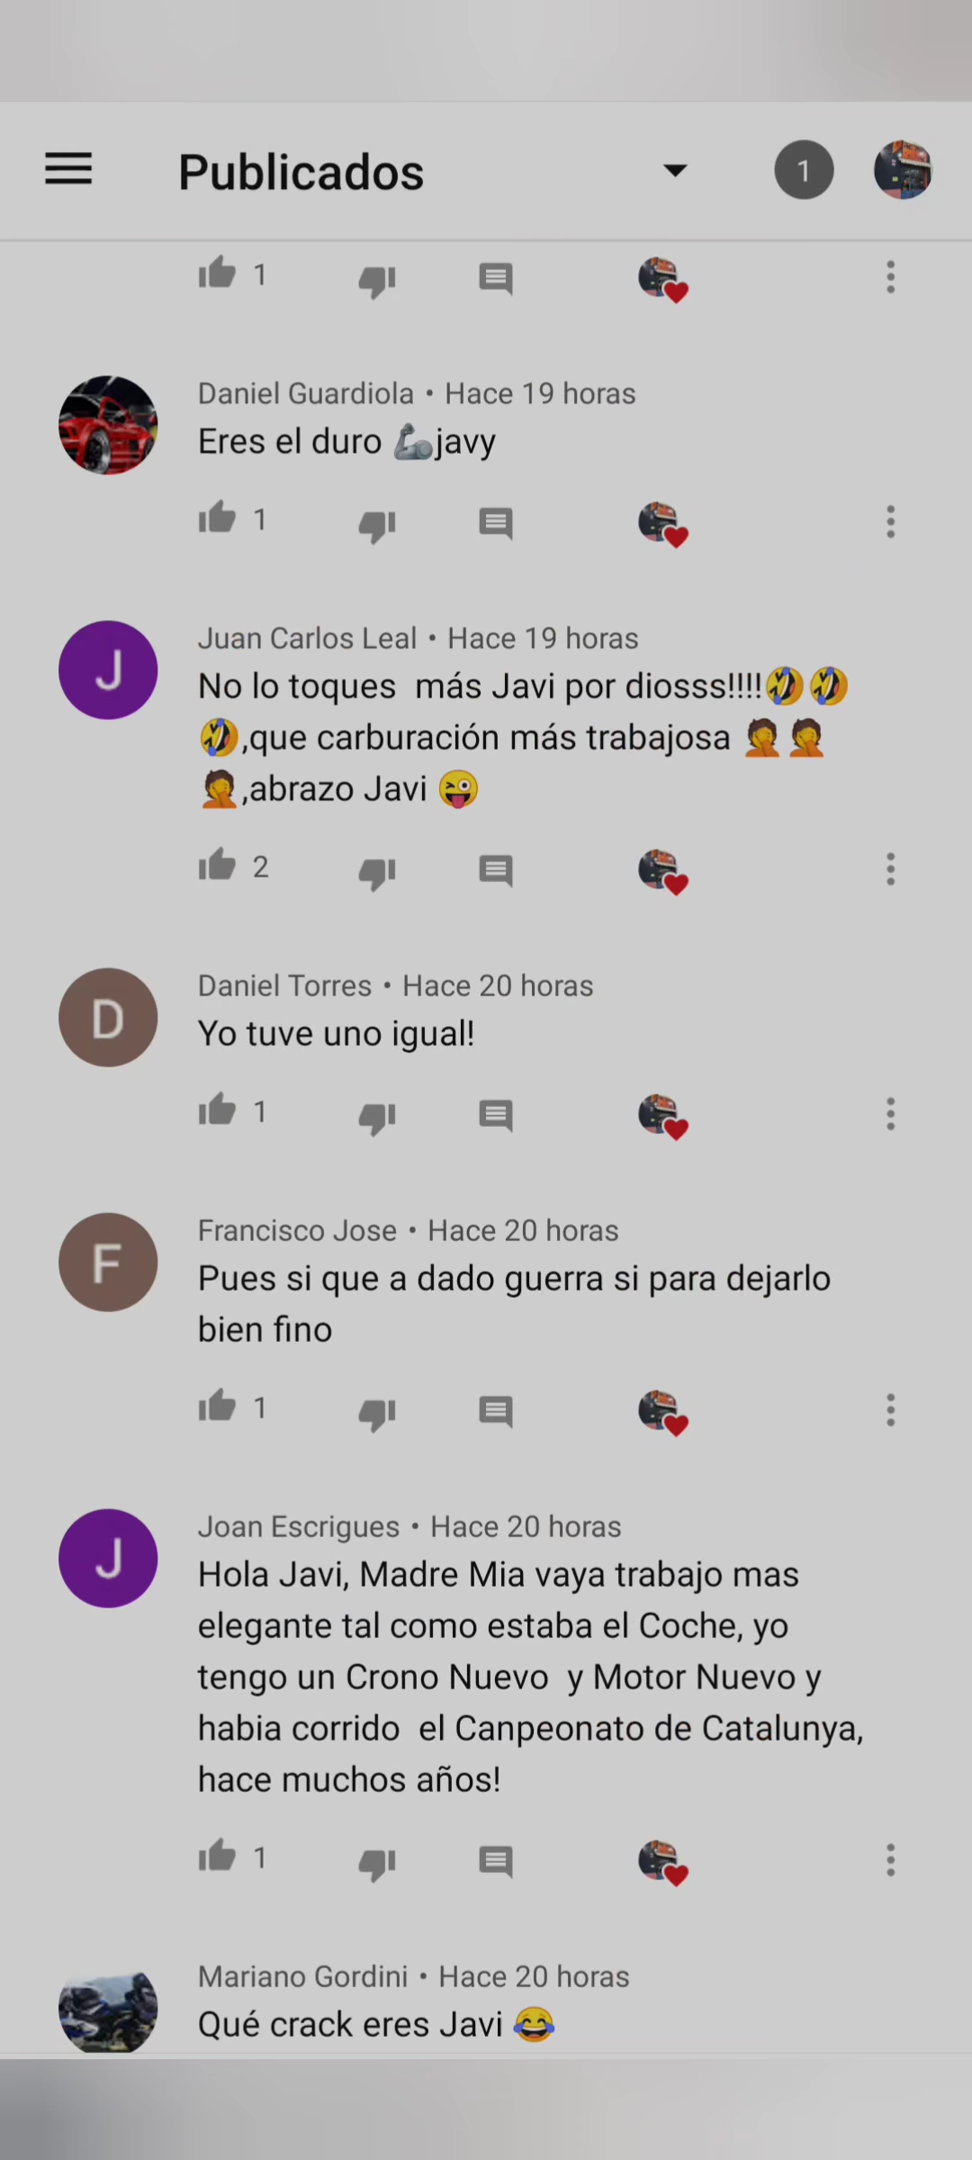 Publicados
1
1
Daniel Guardiola • Hace 19 horas
Eres el duro 🦾javy
1
J
Juan Carlos Leal • Hace 19 horas
No lo toques  más Javi por diosss!!!!🤣🤣
🤣,que carburación más trabajosa 🤦🤦
🤦,abrazo Javi 😜
2
D
Daniel Torres • Hace 20 horas
Yo tuve uno igual!
1
F
Francisco Jose • Hace 20 horas
Pues si que a dado guerra si para dejarlo
bien fino
1
J
Joan Escrigues • Hace 20 horas
Hola Javi, Madre Mia vaya trabajo mas
elegante tal como estaba el Coche, yo
tengo un Crono Nuevo  y Motor Nuevo y
habia corrido  el Canpeonato de Catalunya,
hace muchos años!
1
Mariano Gordini • Hace 20 horas
Qué crack eres Javi 😂